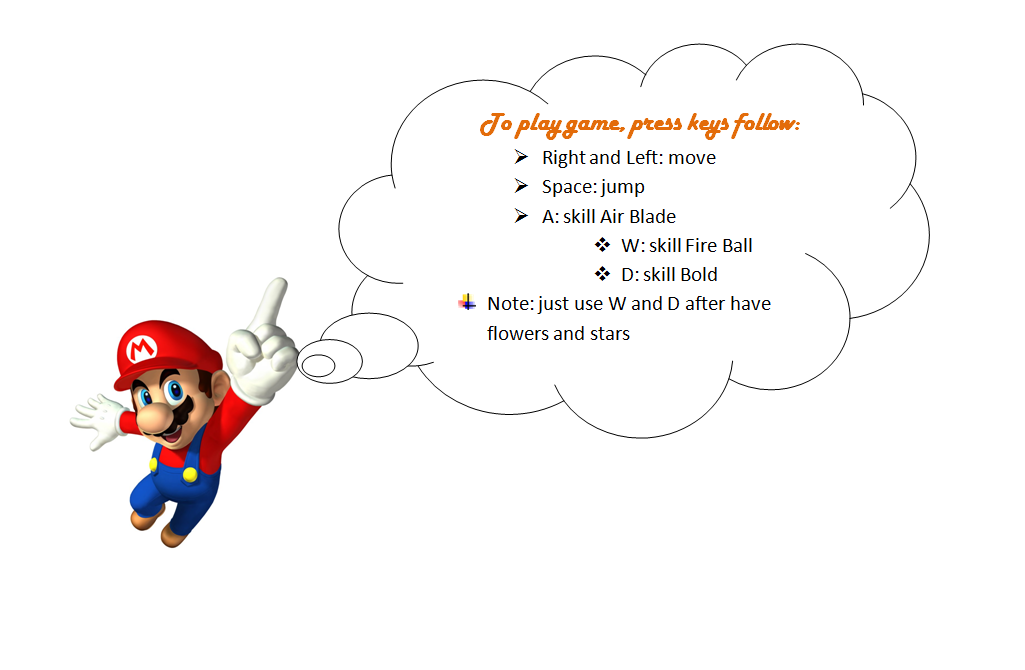 To play game, press keys follow:
Right and Left: move
Space: jump
A: skill Air Blade
W: skill Fire Ball
D: skill Bold
Note: just use W and D after have
flowers and stars
M